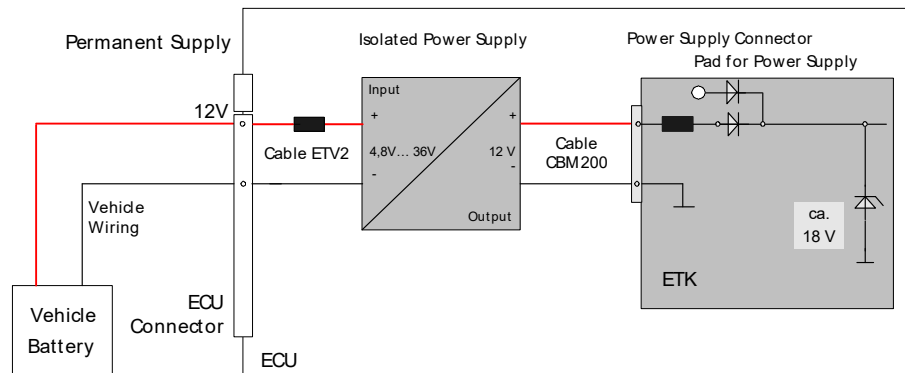 Permanent Supply
Isolated Power Supply
Power Supply Connector
Pad for Power Supply
12V
Input
+
4,8V... 36V
-
+
12 V
-
Output
Cable ETV2
Cable
CBM200
Vehicle
Wiring
ca.
18 V
ETK
ECU
Connector
Vehicle
Battery
ECU